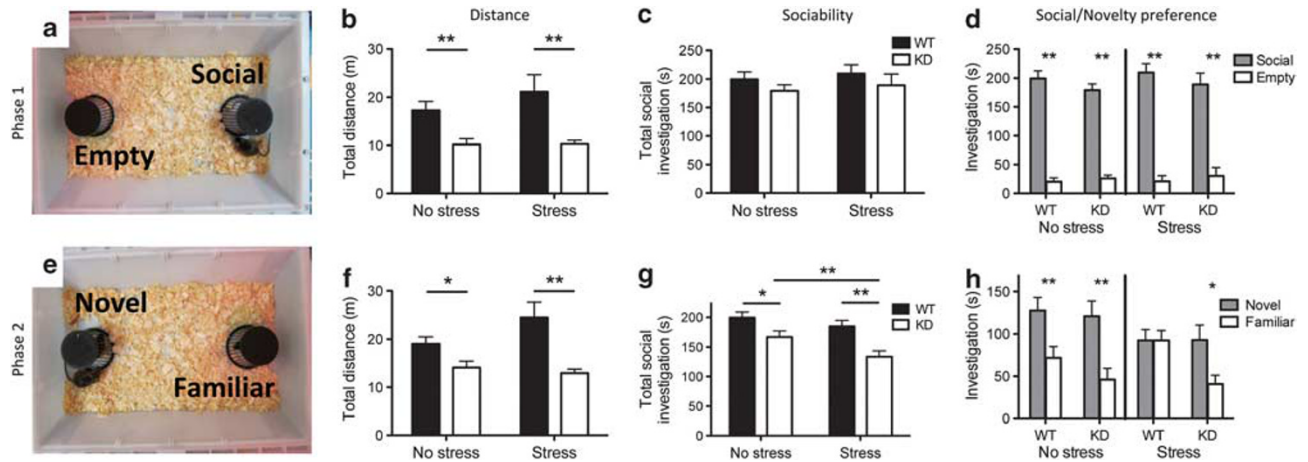 Distance
Sociability
Social/Novelty preference
Phase 1
a
Social
Empty
b
Total distance (m)
30
20
10
0
**
**
No stress
Stress
c
Total social
investigation (s)
250
200
150
100
50
0
WT
KD
No stress
Stress
d
Investigation (s)
250
200
150
100
50
0
**
**
**
**
Social
Empty
WT
KD
WT
KD
No stress
Stress
Phase 2
e
Novel
Familiar
f
Total distance (m)
30
20
10
0
*
**
No stress
Stress
g
Total social
investigation (s)
200
150
100
50
0
**
*
**
WT
KD
No stress
Stress
h
Investigation (s)
150
100
50
0
**
**
*
Novel
Familiar
WT
KD
WT
KD
No stress
Stress